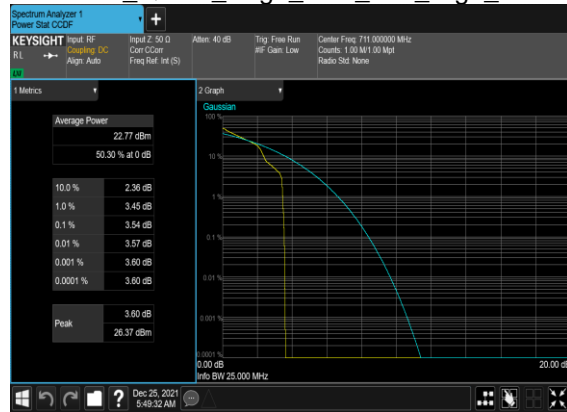 Spectrum Analyzer 1
Power Stat CCDF
KEYSIGHT
RL
Input: RF
Coupling: DC
Align: Auto
Input Z: 50 Ω
Corr CCorr
Freq Ref: Int (S)
Atten: 40 dB
Trig: Free Run
#IF Gain: Low
Center Freq: 711.000000 MHz
Counts: 1.00 M/1.00 Mpt
Radio Std: None
1 Metrics
Average Power
22.77 dBm
50.30 % at 0 dB
10.0 % 2.36 dB
1.0 % 3.45 dB
0.1 % 3.54 dB
0.01 % 3.57 dB
0.001 % 3.60 dB
0.0001 % 3.60 dB
Peak
3.60 dB
26.37 dBm
2 Graph
Gaussian
100 %
10 %
1 %
0.1 %
0.01 %
0.001 %
0.0001 %
0.00 dB
20.00 dB
Info BW 25.000 MHz
Dec 25, 2021
5:49:32 AM